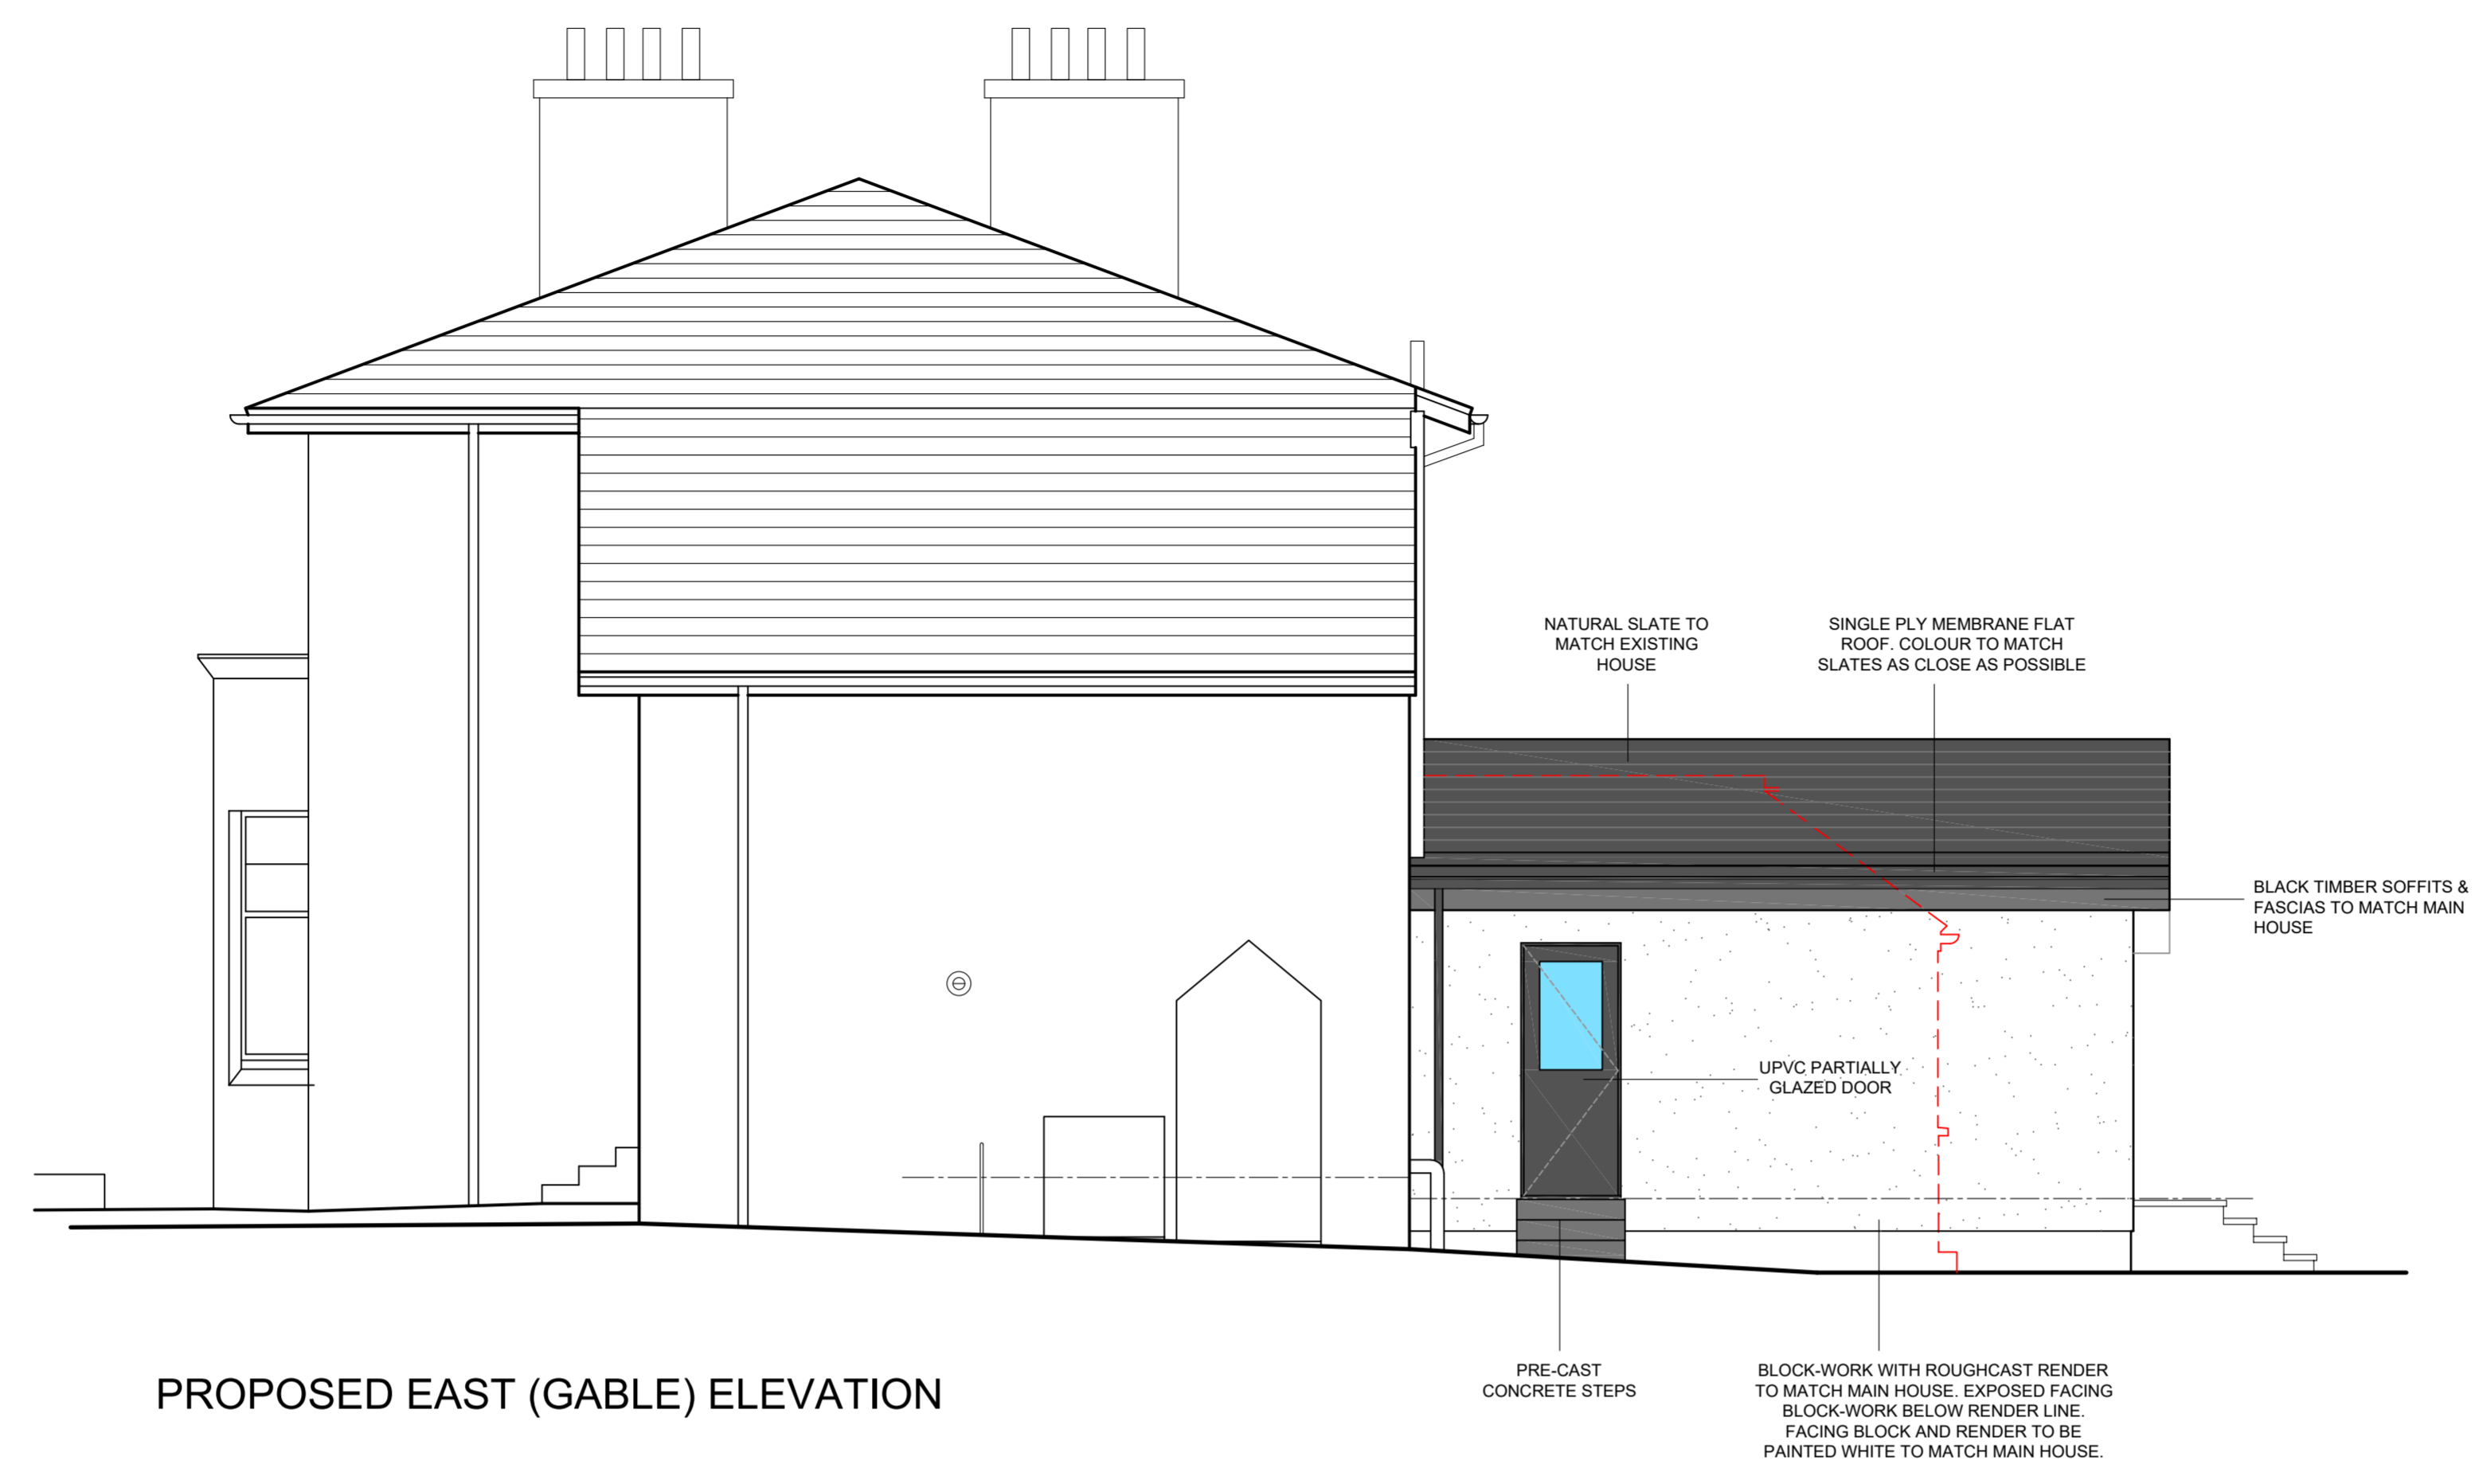 NATURAL SLATE TO
MATCH EXISTING
HOUSE
SINGLE PLY MEMBRANE FLAT
ROOF. COLOUR TO MATCH
SLATES AS CLOSE AS POSSIBLE
BLACK TIMBER SOFFITS &
FASCIAS TO MATCH MAIN
HOUSE
UPVC PARTIALLY
GLAZED DOOR
PRE-CAST
CONCRETE STEPS
BLOCK-WORK WITH ROUGHCAST RENDER
TO MATCH MAIN HOUSE. EXPOSED FACING
BLOCK-WORK BELOW RENDER LINE.
FACING BLOCK AND RENDER TO BE
PAINTED WHITE TO MATCH MAIN HOUSE.
PROPOSED EAST (GABLE) ELEVATION